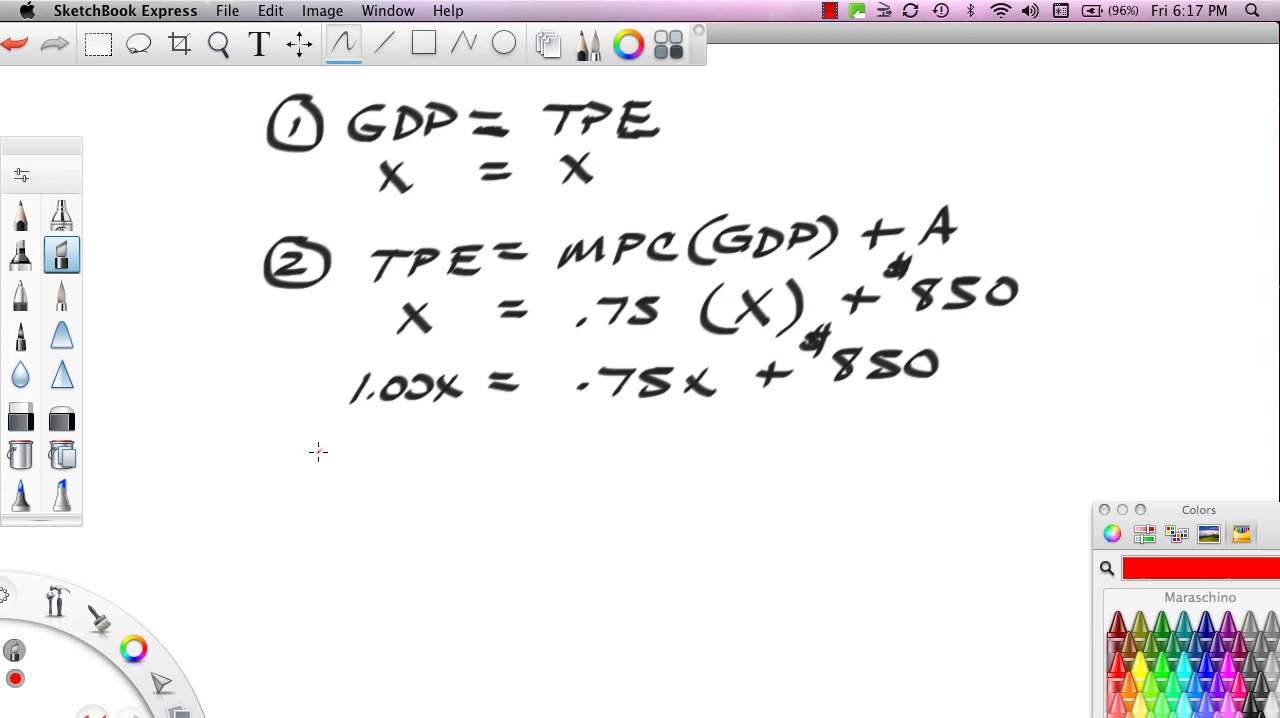 SketchBook Express File Edit Image Window Help (96%) Fri 6:17 PM
T
① GDP = TPE
X = X
② TPE = MPC(GDP) + A
X = .75 (X) + $850
1.00X = .75X + $850
Colors
Maraschino